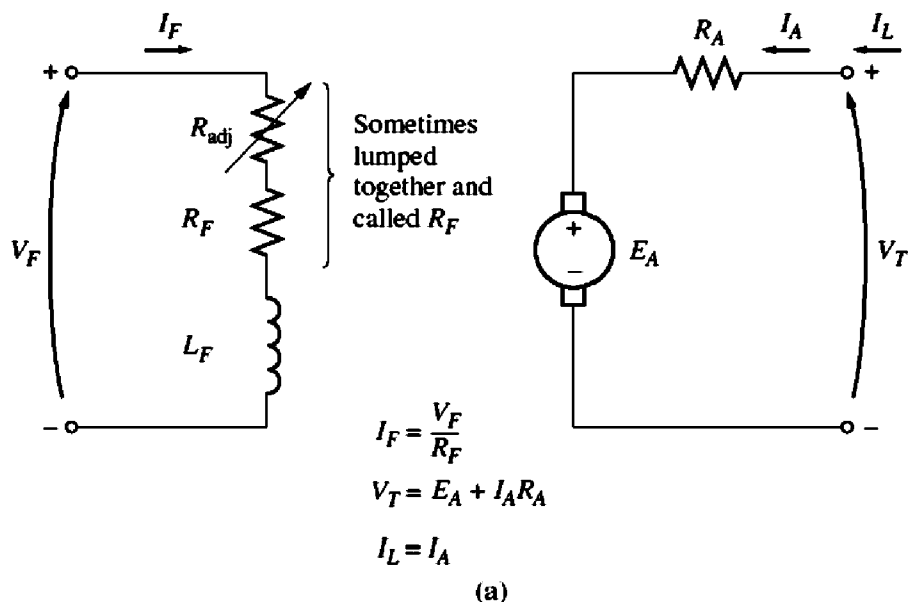 I_F
R_A
I_A
I_L
+
+
R_adj
Sometimes
lumped
together and
called R_F
R_F
V_F
+
−
E_A
V_T
L_F
−
−
I_F = V_F / R_F
V_T = E_A + I_A R_A
I_L = I_A
(a)